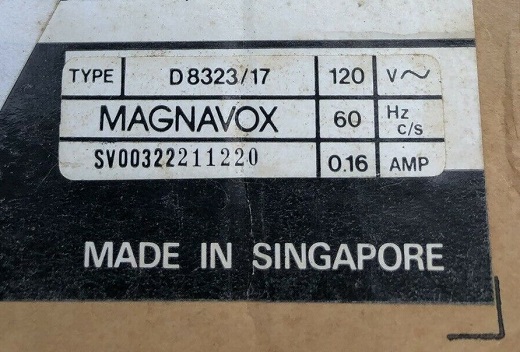 TYPE D8323/17 120 V~
MAGNAVOX 60 Hz c/s
SV00322211220 0.16 AMP
MADE IN SINGAPORE